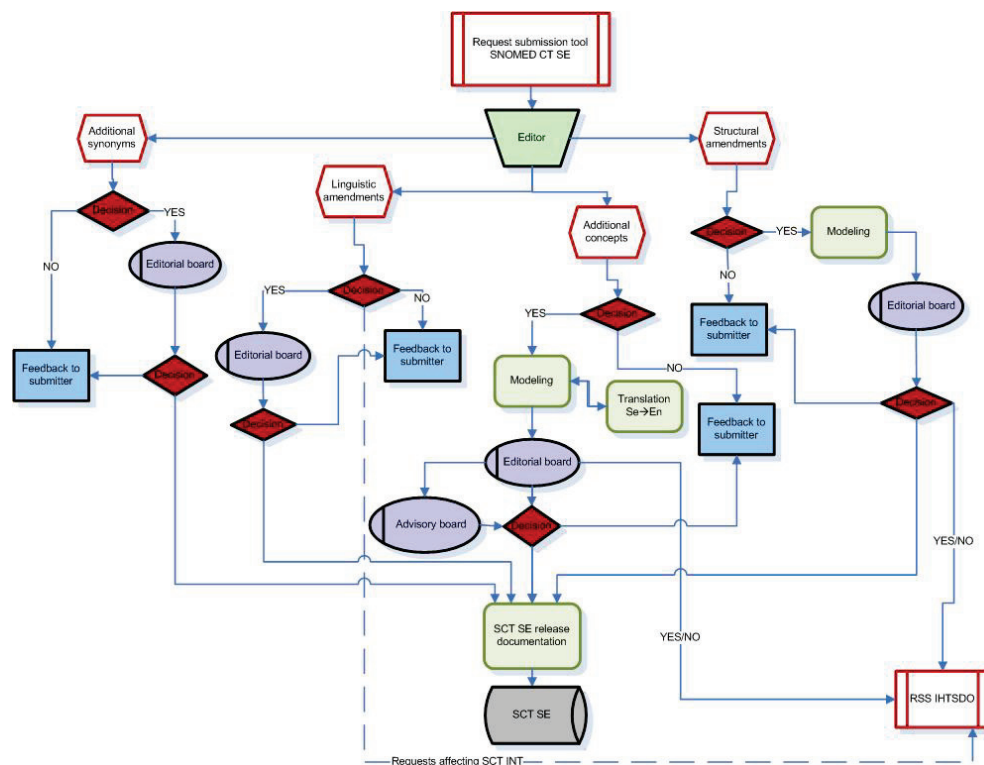 Request submission tool
SNOMED CT SE
Editor
Additional
synonyms
Structural
amendments
Linguistic
amendments
Additional
concepts
Decision
YES
NO
Editorial board
Decision
YES
Modeling
NO
Editorial board
Decision
YES
NO
Decision
YES
NO
Feedback to
submitter
Feedback to
submitter
Editorial board
Feedback to
submitter
Decision
Feedback to
submitter
Decision
Modeling
Translation
Se→En
Decision
Editorial board
Advisory board
Decision
YES/NO
YES/NO
SCT SE release
documentation
RSS IHTSDO
SCT SE
Requests affecting SCT INT